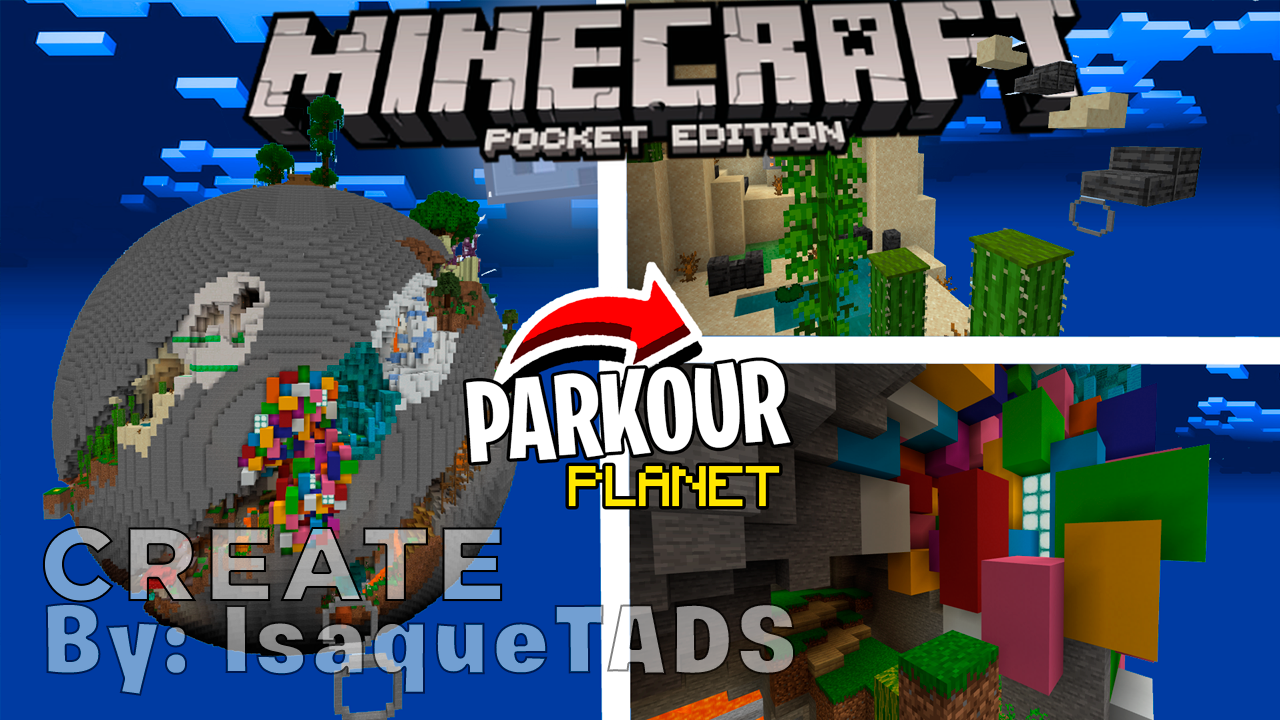 MINECRAFT
POCKET EDITION
PARKOUR
PLANET
CREATE
By: IsaqueTADS